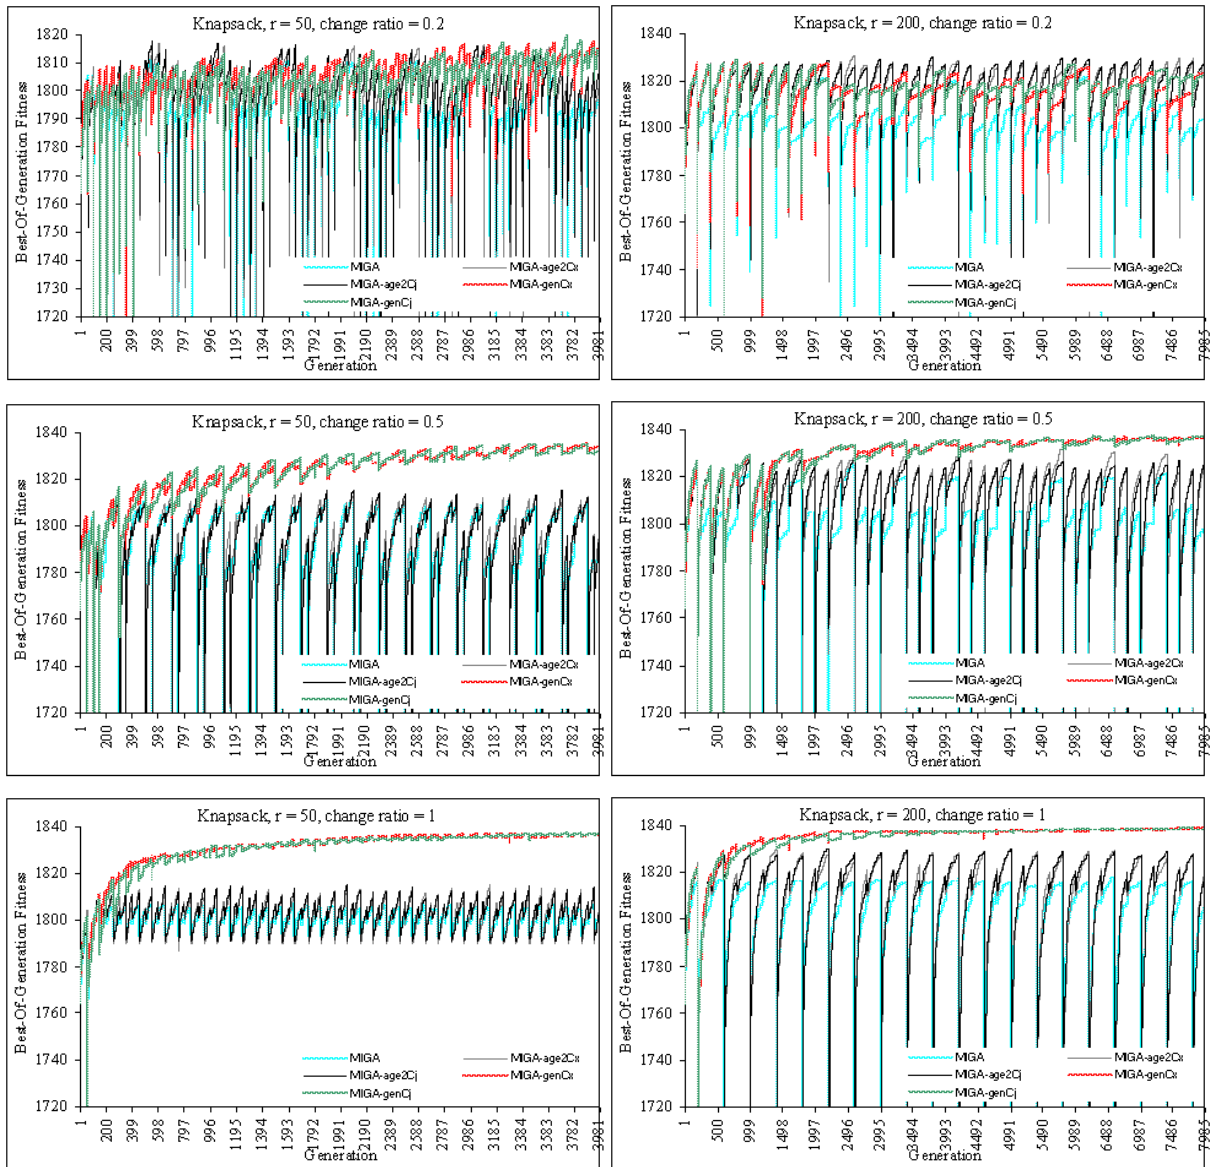 Knapsack, r = 50, change ratio = 0.2
Best-Of-Generation Fitness
1820
1810
1800
1790
1780
1770
1760
1750
1740
1730
1720
MIGA
MIGA-age2Cx
MIGA-age2Cj
MIGA-genCx
MIGA-genCj
1 200 399 598 797 996 1195 1394 1593 1792 1991 2190 2389 2588 2787 2986 3185 3384 3583 3782 3981
Generation
Knapsack, r = 200, change ratio = 0.2
Best-Of-Generation Fitness
1840
1820
1800
1780
1760
1740
1720
MIGA
MIGA-age2Cx
MIGA-age2Cj
MIGA-genCx
MIGA-genCj
1 500 999 1498 1997 2496 2995 3494 3993 4492 4991 5490 5989 6488 6987 7486 7985
Generation
Knapsack, r = 50, change ratio = 0.5
Best-Of-Generation Fitness
1840
1820
1800
1780
1760
1740
1720
MIGA
MIGA-age2Cx
MIGA-age2Cj
MIGA-genCx
MIGA-genCj
1 200 399 598 797 996 1195 1394 1593 1792 1991 2190 2389 2588 2787 2986 3185 3384 3583 3782 3981
Generation
Knapsack, r = 200, change ratio = 0.5
Best-Of-Generation Fitness
1840
1820
1800
1780
1760
1740
1720
MIGA
MIGA-age2Cx
MIGA-age2Cj
MIGA-genCx
MIGA-genCj
1 500 999 1498 1997 2496 2995 3494 3993 4492 4991 5490 5989 6488 6987 7486 7985
Generation
Knapsack, r = 50, change ratio = 1
Best-Of-Generation Fitness
1840
1820
1800
1780
1760
1740
1720
MIGA
MIGA-age2Cx
MIGA-age2Cj
MIGA-genCx
MIGA-genCj
1 200 399 598 797 996 1195 1394 1593 1792 1991 2190 2389 2588 2787 2986 3185 3384 3583 3782 3981
Generation
Knapsack, r = 200, change ratio = 1
Best-Of-Generation Fitness
1840
1820
1800
1780
1760
1740
1720
MIGA
MIGA-age2Cx
MIGA-age2Cj
MIGA-genCx
MIGA-genCj
1 500 999 1498 1997 2496 2995 3494 3993 4492 4991 5490 5989 6488 6987 7486 7985
Generation